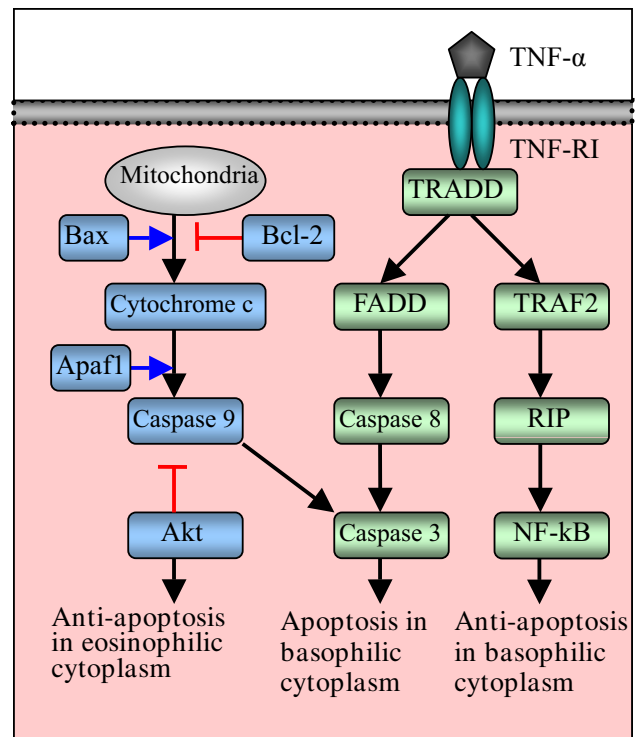 TNF-α
TNF-RI
Mitochondria
TRADD
Bax
Bcl-2
Cytochrome c
FADD
TRAF2
Apaf1
Caspase 9
Caspase 8
RIP
Akt
Caspase 3
NF-kB
Anti-apoptosis
in eosinophilic
cytoplasm
Apoptosis in
basophilic
cytoplasm
Anti-apoptosis
in basophilic
cytoplasm